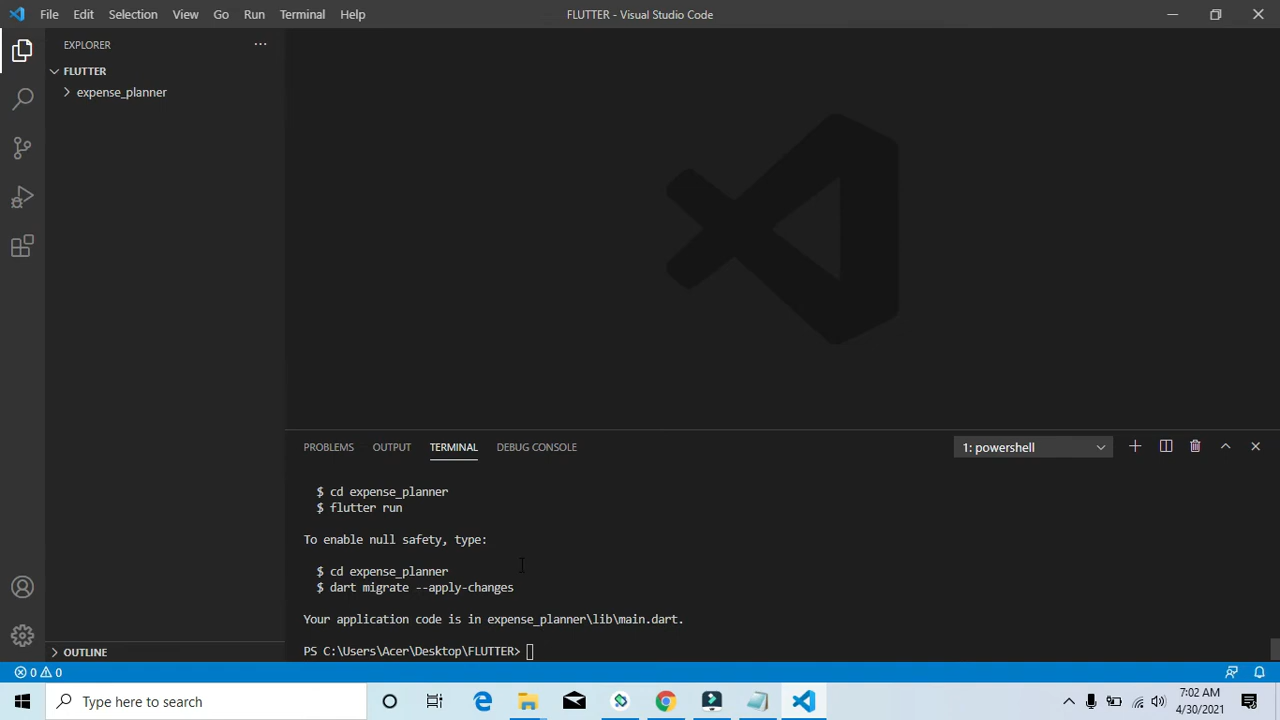 File Edit Selection View Go Run Terminal Help
FLUTTER - Visual Studio Code
EXPLORER
FLUTTER
expense_planner
PROBLEMS OUTPUT TERMINAL DEBUG CONSOLE
1: powershell
$ cd expense_planner
$ flutter run
To enable null safety, type:
$ cd expense_planner
$ dart migrate --apply-changes
Your application code is in expense_planner\lib\main.dart.
PS C:\Users\Acer\Desktop\FLUTTER>
OUTLINE
0 0
Type here to search
7:02 AM
4/30/2021